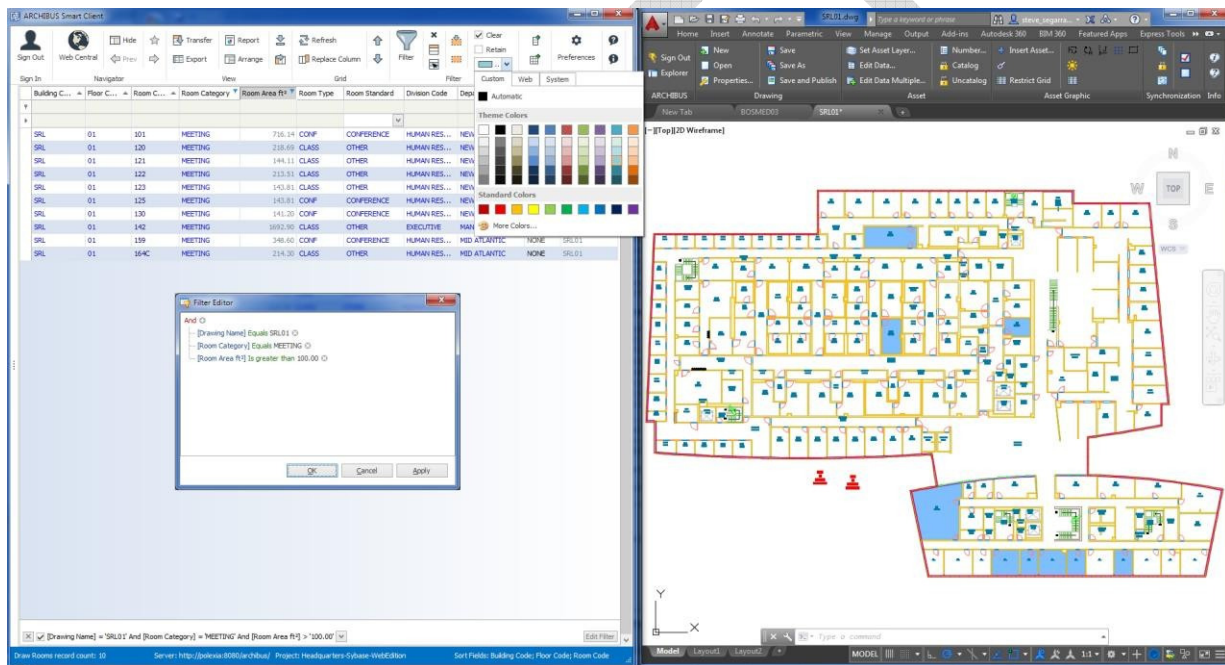 ARCHIBUS Smart Client
Sign Out Web Central Hide Transfer Report Refresh Filter Clear Preferences
Prev Export Arrange Replace Column Retain
Sign In Navigator View Grid Filter
Custom Web System
Automatic
Theme Colors
Standard Colors
More Colors...
Building C... Floor C... Room C... Room Category Room Area ft² Room Type Room Standard Division Code
SRL 01 101 MEETING 716.14 CONF CONFERENCE HUMAN RES... NEW
SRL 01 120 MEETING 218.69 CLASS OTHER HUMAN RES... NEW
SRL 01 121 MEETING 144.11 CLASS OTHER HUMAN RES... NEW
SRL 01 122 MEETING 213.51 CLASS OTHER HUMAN RES... NEW
SRL 01 123 MEETING 143.81 CLASS OTHER HUMAN RES... NEW
SRL 01 125 MEETING 143.81 CLASS OTHER HUMAN RES... NEW
SRL 01 130 MEETING 141.20 CONF CONFERENCE HUMAN RES... NEW
SRL 01 142 MEETING 1692.90 CLASS OTHER EXECUTIVE MAN
SRL 01 159 MEETING 348.60 CONF CONFERENCE HUMAN RES... MID ATLANTIC NONE SRL01
SRL 01 164C MEETING 214.30 CLASS OTHER HUMAN RES... MID ATLANTIC NONE SRL01
Filter Editor
And
[Drawing Name] Equals SRL01
[Room Category] Equals MEETING
[Room Area ft²] Is greater than 100.00
OK Cancel Apply
[Drawing Name] = 'SRL01' And [Room Category] = 'MEETING' And [Room Area ft²] > '100.00' Edit Filter
Draw Rooms record count: 10 Server: http://polexia:8080/archibus/ Project: Headquarters-Sybase-WebEdition Sort Fields: Building Code; Floor Code; Room Code
SRL01.dwg Type a keyword or phrase steve_segarra...
Home Insert Annotate Parametric View Manage Output Add-ins Autodesk 360 BIM 360 Featured Apps Express Tools
Sign Out New Save Set Asset Layer... Number... Insert Asset...
Explorer Open Save As Edit Data... Catalog
Properties... Save and Publish Edit Data Multiple... Uncatalog Restrict Grid
ARCHIBUS Drawing Asset Asset Graphic Synchronization Info
New Tab BOSMED03 SRL01*
[-][Top][2D Wireframe]
N
W TOP E
S
WCS
Y
X
Type a command
Model Layout1 Layout2 + MODEL 1:1